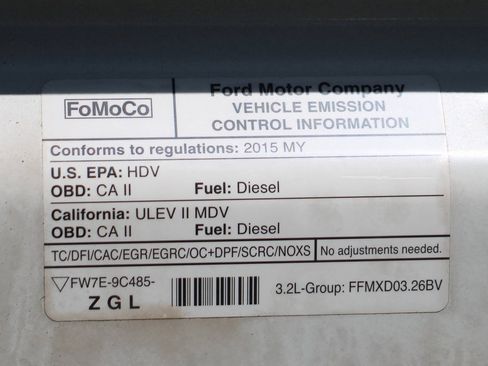 FoMoCo
Ford Motor Company
VEHICLE EMISSION
CONTROL INFORMATION
Conforms to regulations: 2015 MY
U.S. EPA: HDV
OBD: CA II Fuel: Diesel
California: ULEV II MDV
OBD: CA II Fuel: Diesel
TC/DFI/CAC/EGR/EGRC/OC+DPF/SCRC/NOXS No adjustments needed.
FW7E-9C485-
ZGL
3.2L-Group: FFMXD03.26BV